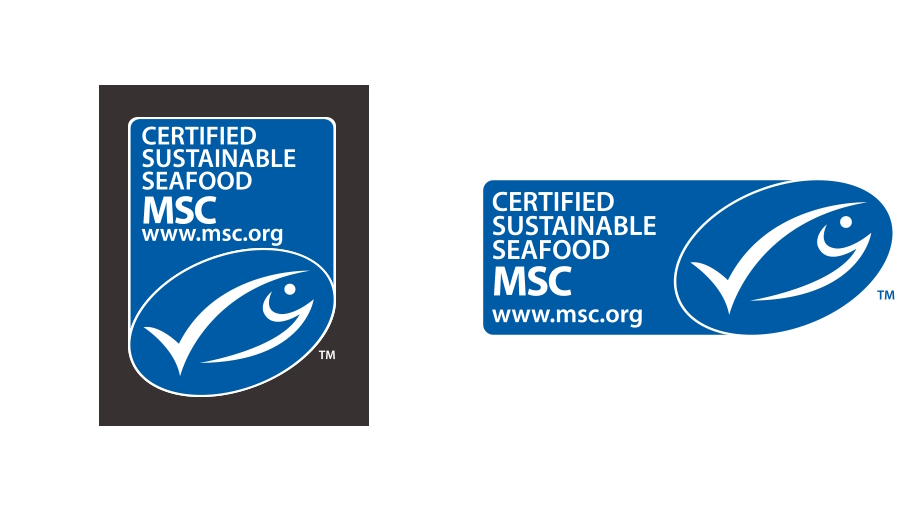 CERTIFIED
SUSTAINABLE
SEAFOOD
MSC
www.msc.org
TM
CERTIFIED
SUSTAINABLE
SEAFOOD
MSC
www.msc.org
TM